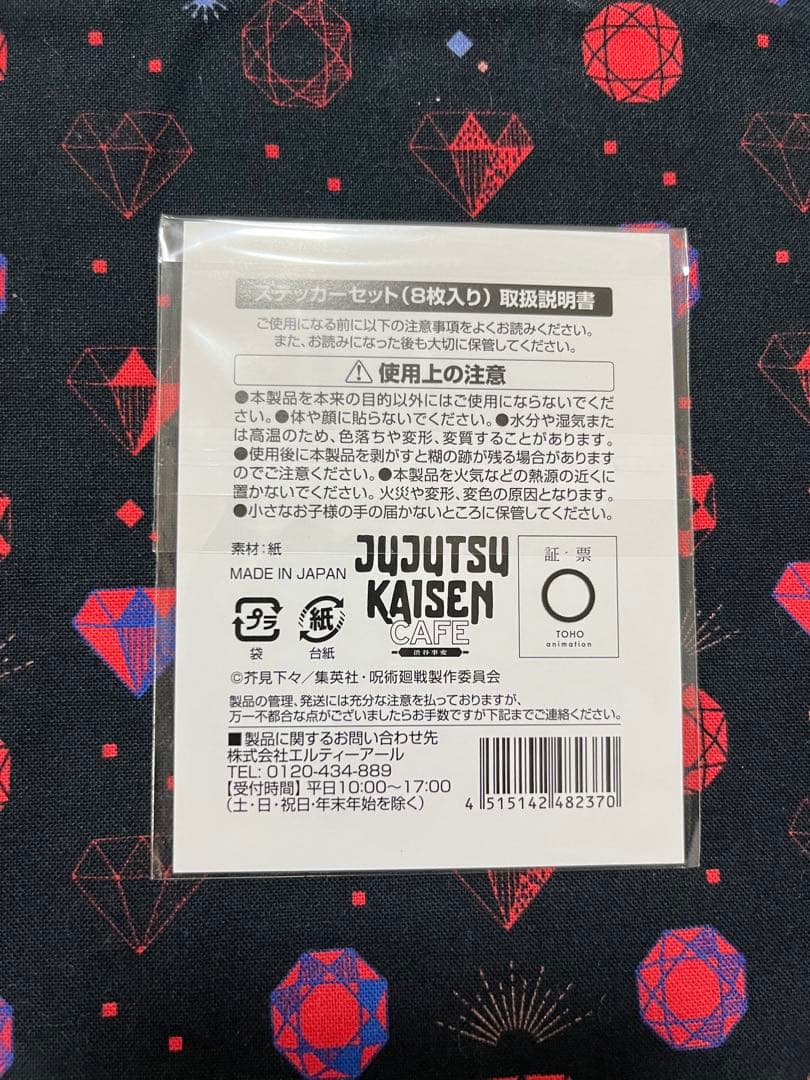 ステッカーセット（8枚入り）取扱説明書
ご使用になる前に以下の注意事項をよくお読みください。
また、お読みになった後も大切に保管してください。
使用上の注意
●本製品を本来の目的以外にはご使用にならないでくだ
さい。●体や顔に貼らないでください。●水分や湿気また
は高温のため、色落ちや変形、変質することがあります。
●使用後に本製品を剥がすと糊の跡が残る場合があります
のでご注意ください。●本製品を火気などの熱源の近くに
置かないでください。火災や変形、変色の原因となります。
●小さなお子様の手の届かないところに保管してください。
素材：紙
MADE IN JAPAN
プラ
袋
紙
台紙
JUJUTSU
KAISEN
CAFE
渋谷事変
証・票
TOHO
animation
©芥見下々／集英社・呪術廻戦製作委員会
製品の管理、発送には充分な注意を払っておりますが、
万一不都合な点がございましたらお手数ですが下記までご連絡ください。
■製品に関するお問い合わせ先
株式会社エルティーアール
TEL: 0120-434-889
【受付時間】平日10:00～17:00
（土・日・祝日・年末年始を除く）
4 515142 482370